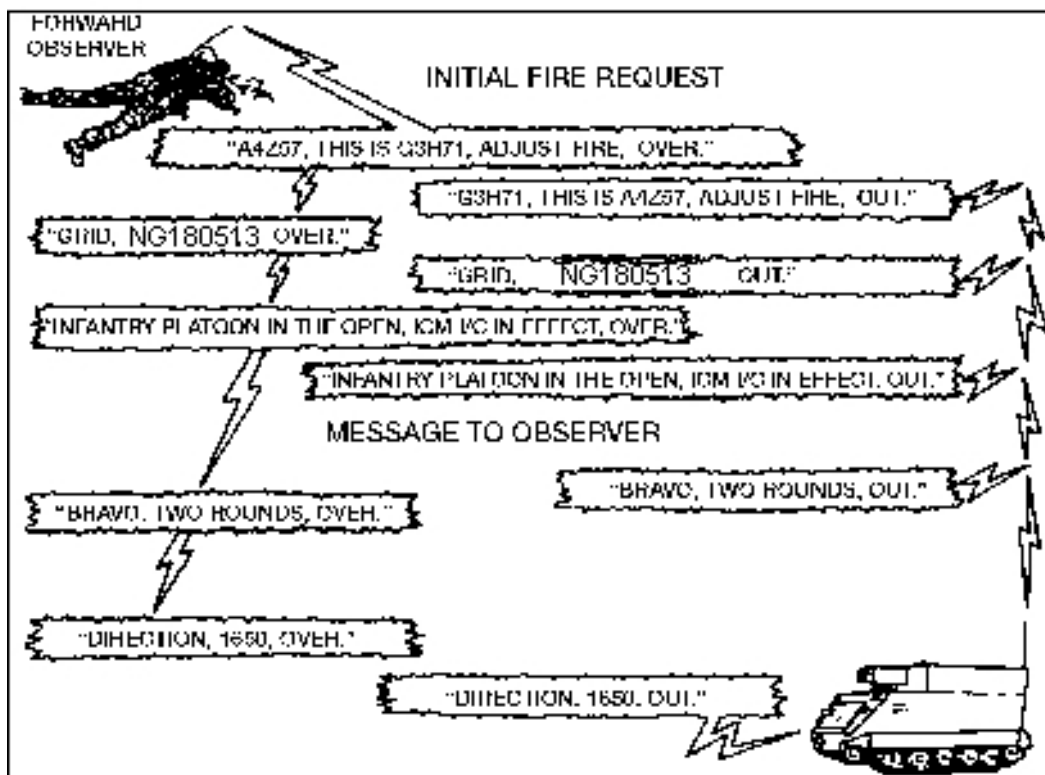 FORWARD
OBSERVER
INITIAL FIRE REQUEST
"A4Z57, THIS IS G3H71, ADJUST FIRE, OVER."
"G3H71, THIS IS A4Z57, ADJUST FIRE, OUT."
"GRID, NG180513 OVER."
"GRID, NG180513 OUT."
"INFANTRY PLATOON IN THE OPEN, ICM I/C IN EFFECT, OVER."
"INFANTRY PLATOON IN THE OPEN, ICM I/C IN EFFECT. OUT."
MESSAGE TO OBSERVER
"BRAVO, TWO ROUNDS, OUT."
"BRAVO, TWO ROUNDS, OVER."
"DIRECTION, 1650, OVER."
"DIRECTION, 1650, OUT."